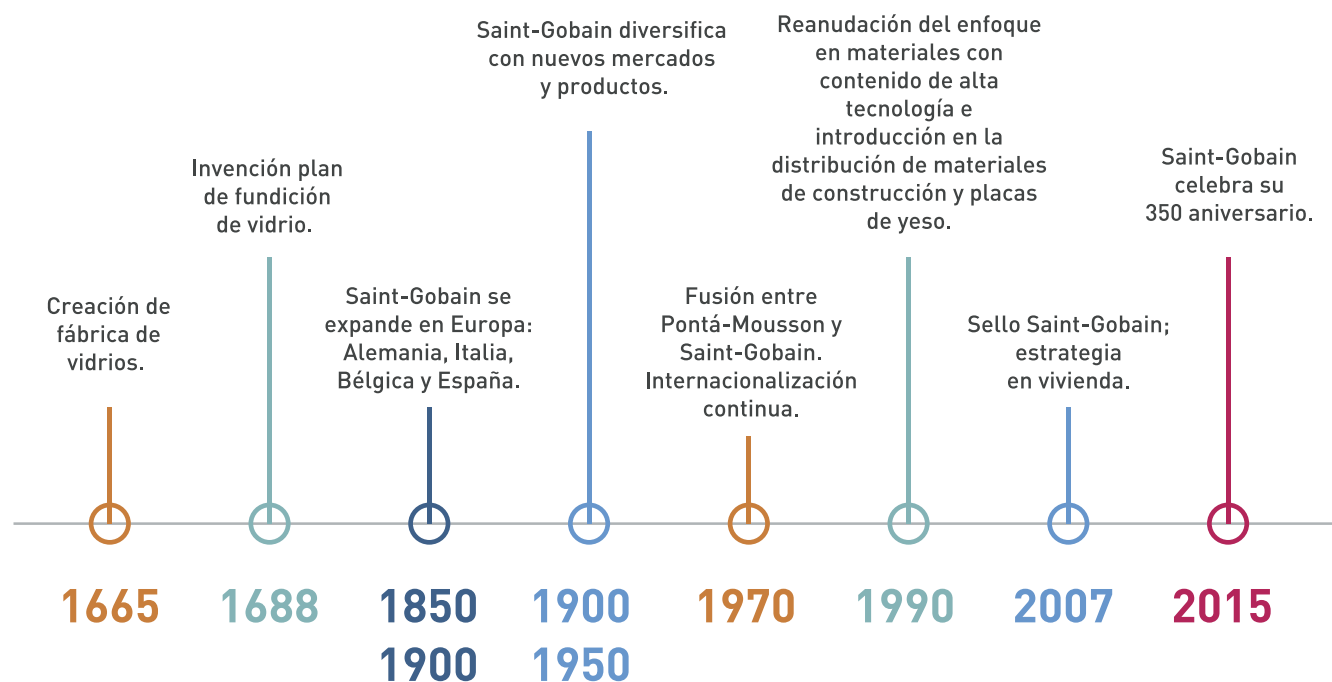 Creación de
fábrica de
vidrios.
1665
Invención plan
de fundición
de vidrio.
1688
Saint-Gobain se
expande en Europa:
Alemania, Italia,
Bélgica y España.
1850
1900
Saint-Gobain diversifica
con nuevos mercados
y productos.
1900
1950
Fusión entre
Pontá-Mousson y
Saint-Gobain.
Internacionalización
continua.
1970
Reanudación del enfoque
en materiales con
contenido de alta
tecnología e
introducción en la
distribución de materiales
de construcción y placas
de yeso.
1990
Sello Saint-Gobain;
estrategia
en vivienda.
2007
Saint-Gobain
celebra su
350 aniversario.
2015